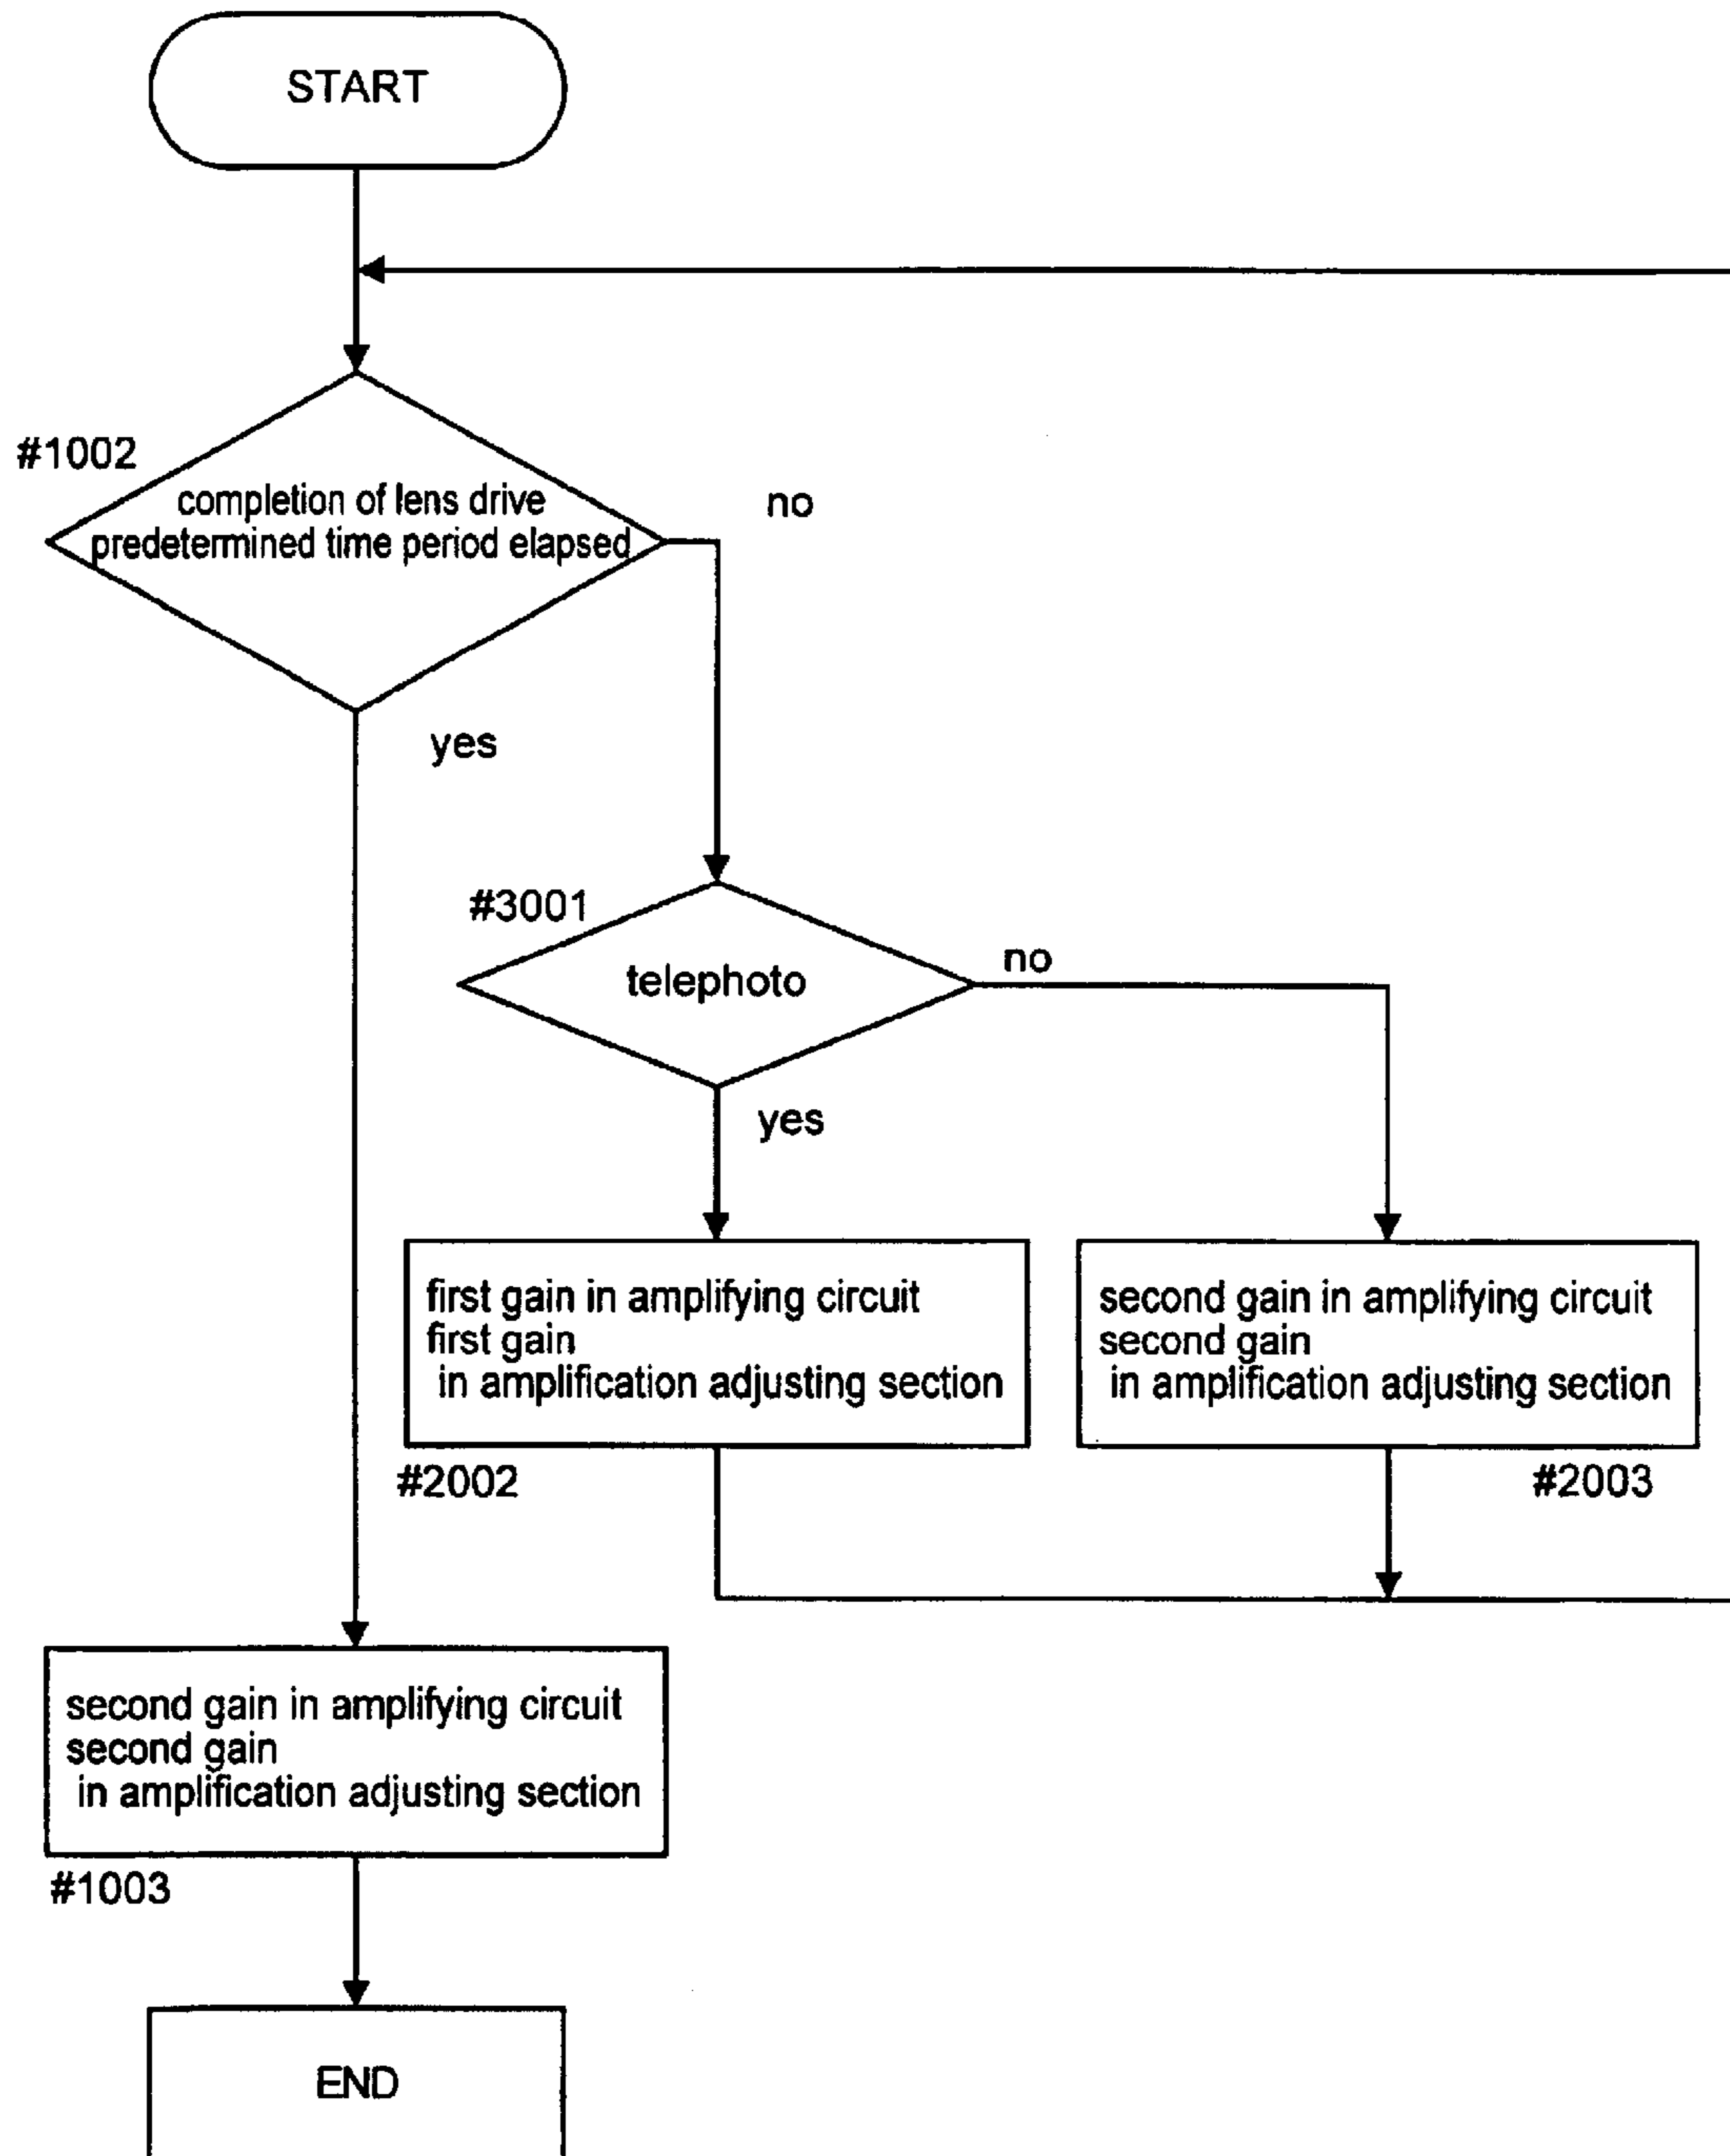 START
#1002
completion of lens drive
predetermined time period elapsed
no
yes
#3001
telephoto
no
yes
first gain in amplifying circuit
first gain
in amplification adjusting section
#2002
second gain in amplifying circuit
second gain
in amplification adjusting section
#2003
second gain in amplifying circuit
second gain
in amplification adjusting section
#1003
END